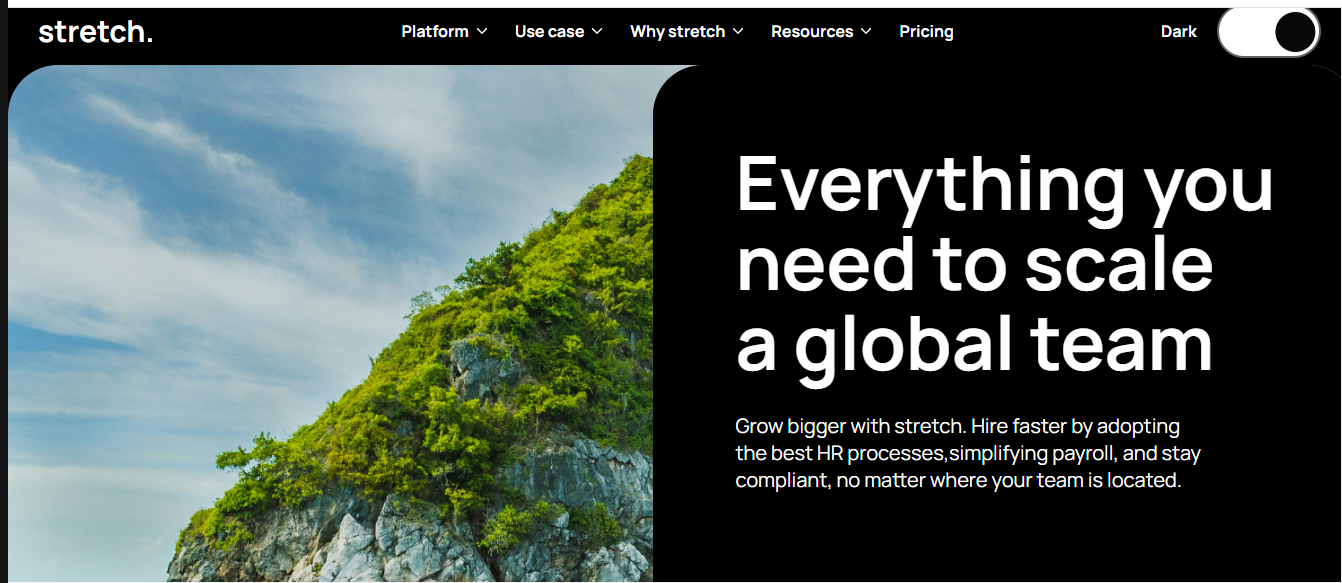 stretch.
Platform
Use case
Why stretch
Resources
Pricing
Dark
Everything you
need to scale
a global team
Grow bigger with stretch. Hire faster by adopting
the best HR processes,simplifying payroll, and stay
compliant, no matter where your team is located.